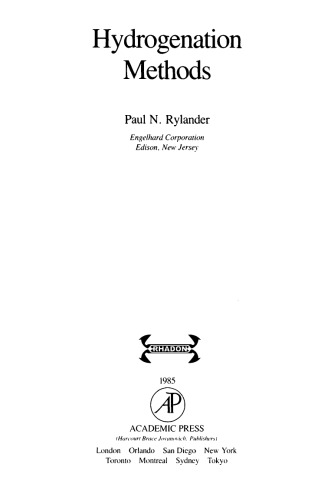 Hydrogenation
Methods
Paul N. Rylander
Engelhard Corporation
Edison, New Jersey
RHADON
1985
AP
ACADEMIC PRESS
(Harcourt Brace Jovanovich, Publishers)
London Orlando San Diego New York
Toronto Montreal Sydney Tokyo